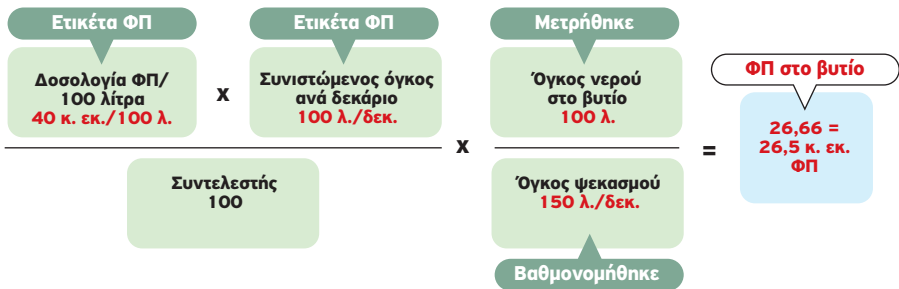 Ετικέτα ΦΠ
Δοσολογία ΦΠ/
100 λίτρα
40 κ. εκ./100 λ.
x
Ετικέτα ΦΠ
Συνιστώμενος όγκος
ανά δεκάριο
100 λ./δεκ.
Συντελεστής
100
x
Μετρήθηκε
Όγκος νερού
στο βυτίο
100 λ.
Όγκος ψεκασμού
150 λ./δεκ.
Βαθμονομήθηκε
=
ΦΠ στο βυτίο
26,66 =
26,5 κ. εκ.
ΦΠ